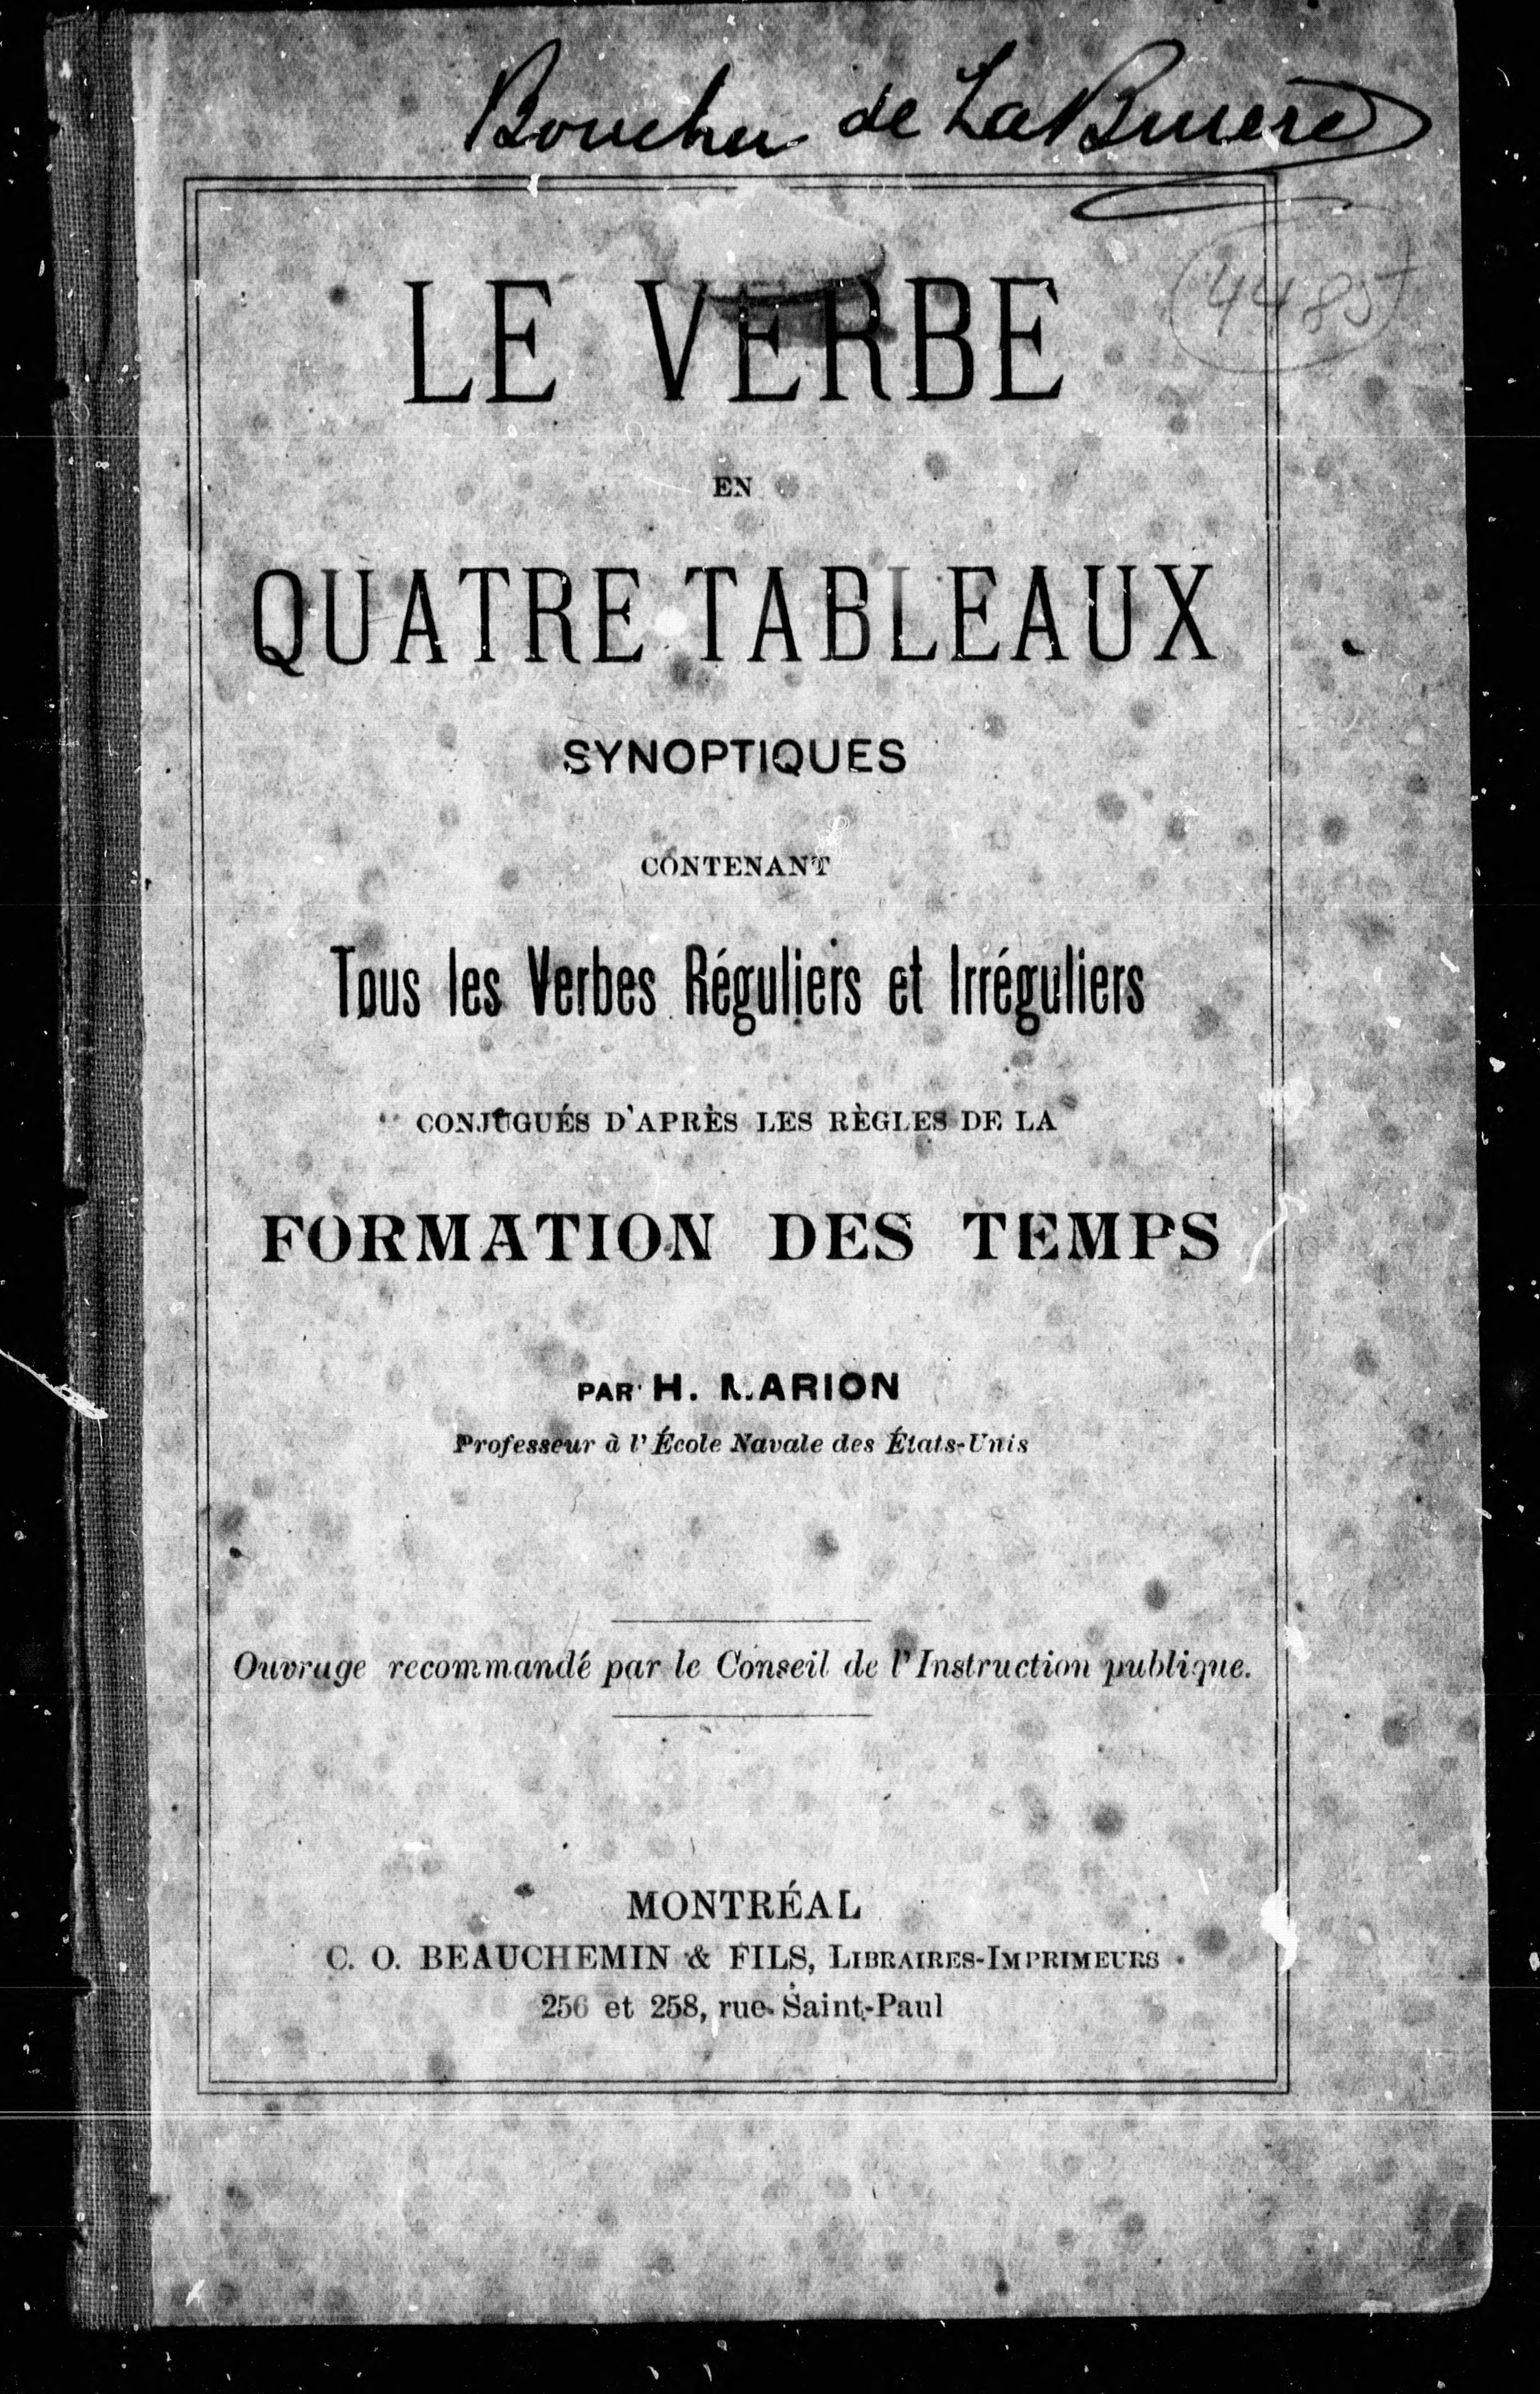 Boucher de LaBruere
4485
LE VERBE
EN
QUATRE TABLEAUX
SYNOPTIQUES
CONTENANT
Tous les Verbes Réguliers et Irréguliers
CONJUGUÉS D'APRÈS LES RÈGLES DE LA
FORMATION DES TEMPS
PAR H. MARION
Professeur à l'École Navale des États-Unis
Ouvrage recommandé par le Conseil de l'Instruction publique.
MONTRÉAL
C. O. BEAUCHEMIN & FILS, LIBRAIRES-IMPRIMEURS
256 et 258, rue Saint-Paul